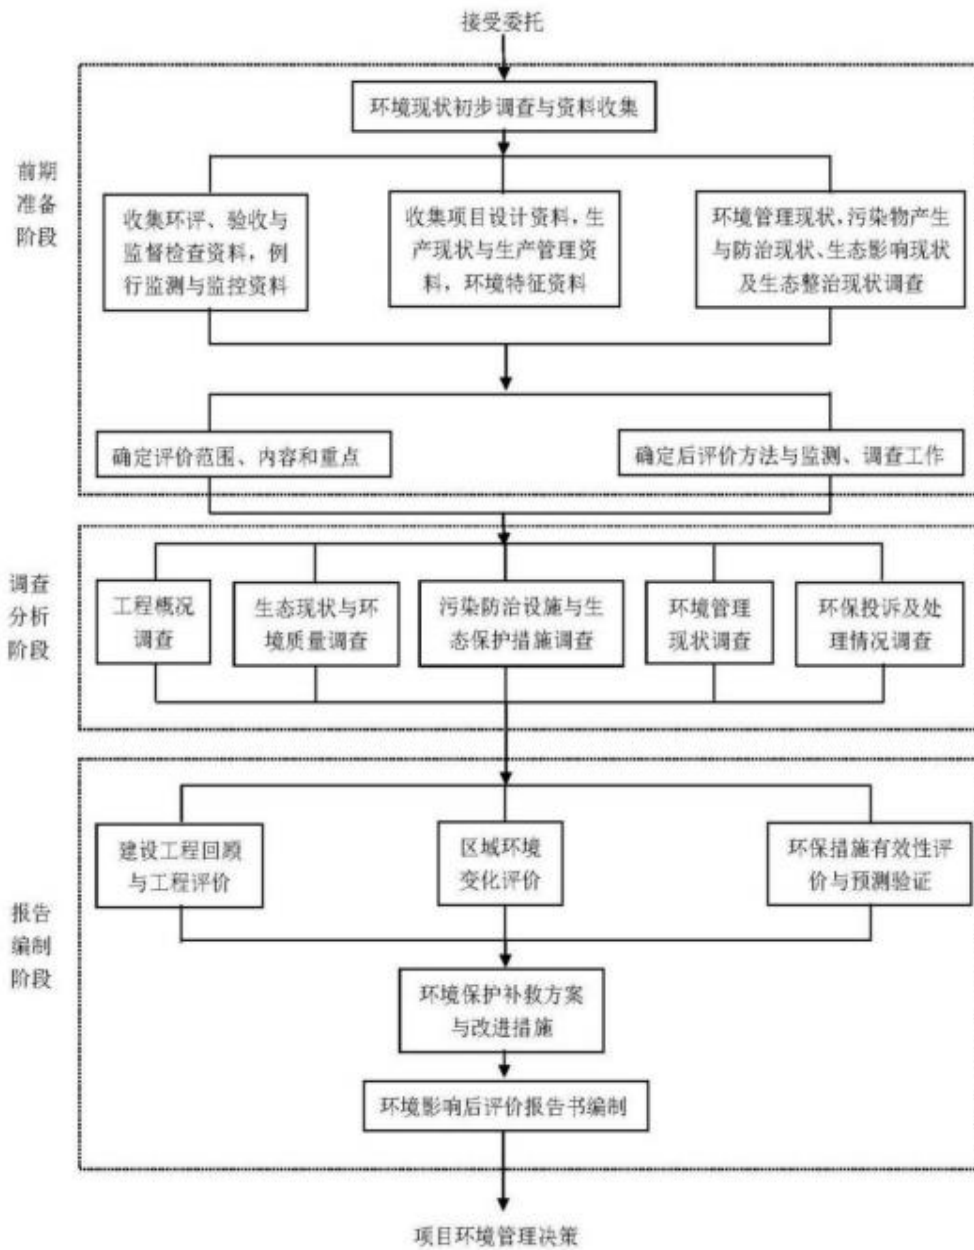 接受委托
环境现状初步调查与资料收集
前期
准备
阶段
收集环评、验收与
监督检查资料，例
行监测与监控资料
收集项目设计资料，生
产现状与生产管理资
料，环境特征资料
环境管理现状，污染物产生
与防治现状、生态影响现状
及生态整治现状调查
确定评价范围、内容和重点
确定后评价方法与监测、调查工作
调查
分析
阶段
工程概况
调查
生态现状与环
境质量调查
污染防治设施与生
态保护措施调查
环境管理
现状调查
环保投诉及处
理情况调查
报告
编制
阶段
建设工程回顾
与工程评价
区域环境
变化评价
环保措施有效性评
价与预测验证
环境保护补救方案
与改进措施
环境影响后评价报告书编制
项目环境管理决策